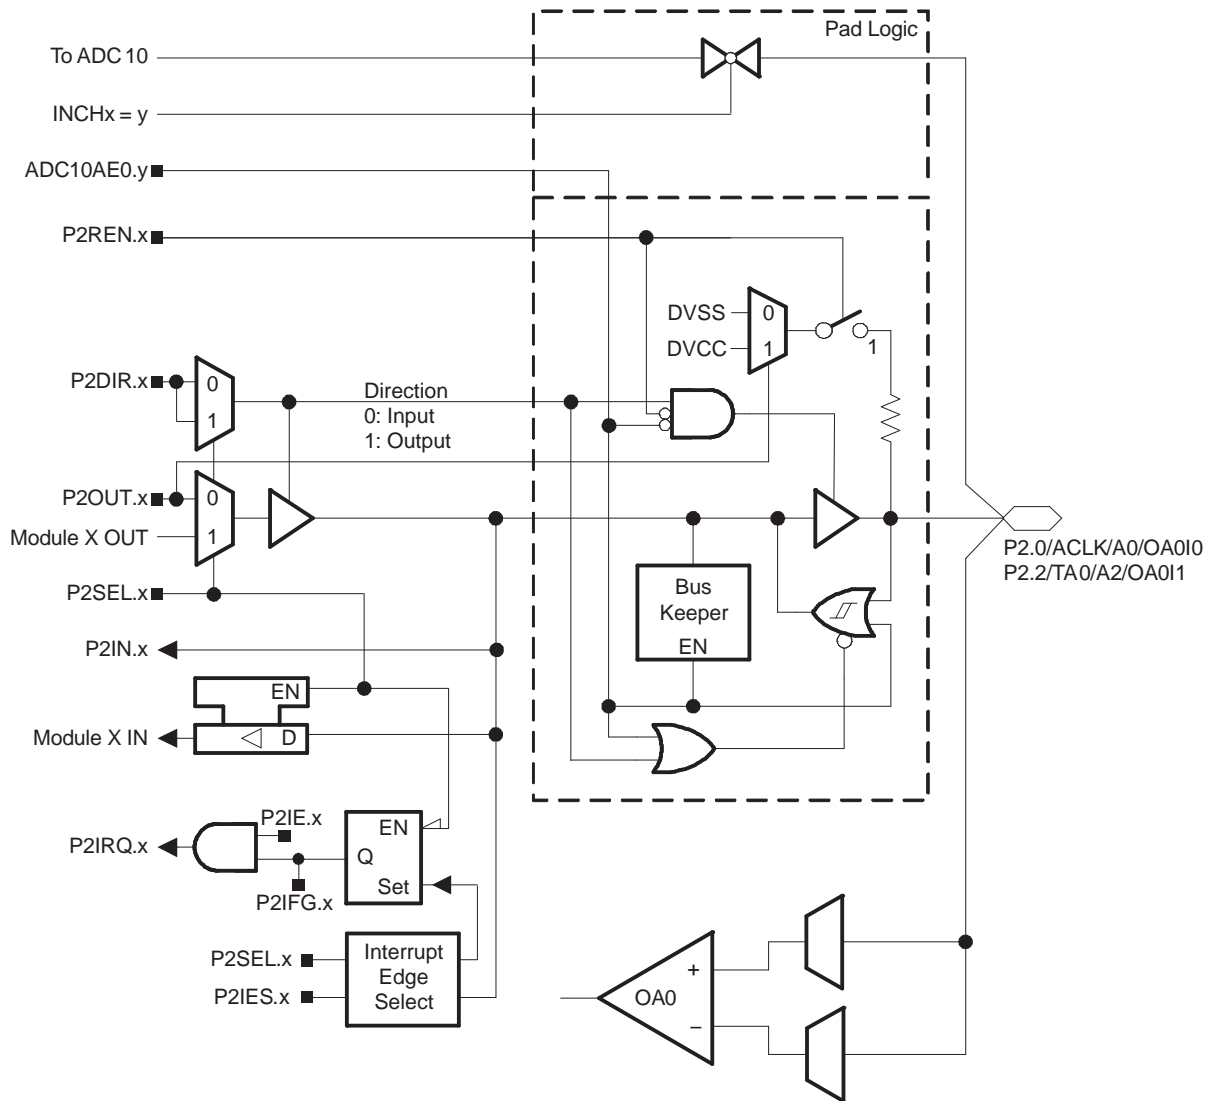 Pad Logic
To ADC 10
INCHx = y
ADC10AE0.y
P2REN.x
DVSS
0
DVCC
1
1
P2DIR.x
0
1
Direction
0: Input
1: Output
P2OUT.x
0
Module X OUT
1
P2SEL.x
P2.0/ACLK/A0/OA0I0
P2.2/TA0/A2/OA0I1
Bus
Keeper
EN
P2IN.x
EN
Module X IN
D
P2IE.x
P2IRQ.x
EN
Q
Set
P2IFG.x
P2SEL.x
P2IES.x
Interrupt
Edge
Select
+
OA0
−